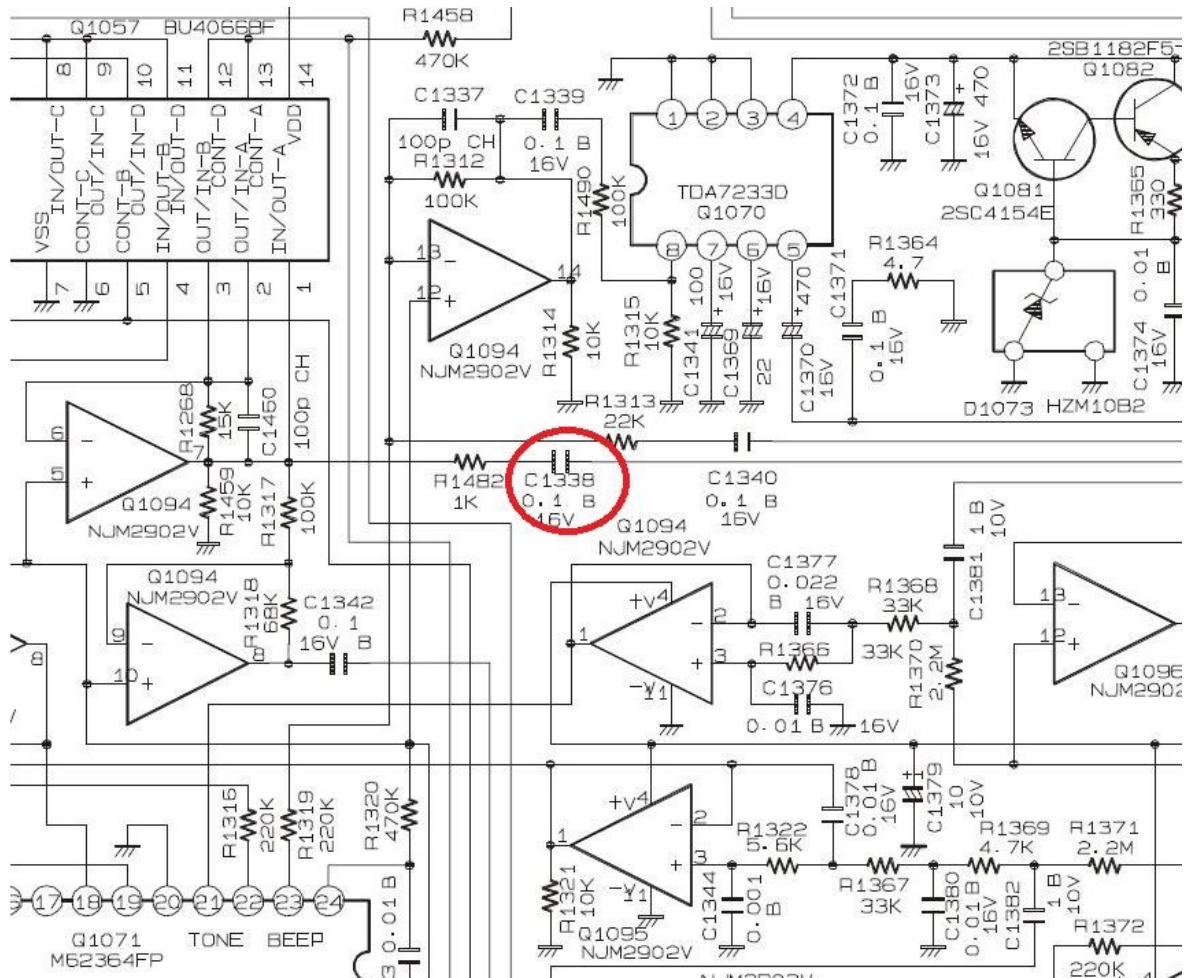 R1458
470K
Q1057 BU4066BF
8 9 10 11 12 13 14
IN/OUT-C
OUT/IN-C
OUT/IN-D
IN/OUT-D
CONT-D
CONT-A
VDD
VSS
CONT-C
CONT-B
IN/OUT-B
OUT/IN-B
OUT/IN-A
IN/OUT-A
7 6 5 4 3 2 1
C1337
100p CH
C1339
0.1 B
16V
R1312
100K
R1490
100K
13 −
12 +
14
Q1094
NJM2902V
R1314
10K
R1315
10K
1 2 3 4
TDA7233D
Q1070
8 7 6 5
C1341
100
16V
C1369
22
16V
C1370
470
16V
C1371
0.1 B
16V
R1364
4.7
C1372
0.1 B
16V
C1373
16V 470
2SB1182F5-
Q1082
Q1081
2SC4154E
R1365
330
0.01
B
C1374
16V
D1073 HZM10B2
6 −
5 +
7
Q1094
NJM2902V
R1268
15K
C1460
100p CH
R1459
10K
R1317
100K
R1313
22K
R1482
1K
C1338
0.1 B
16V
C1340
0.1 B
16V
Q1094
NJM2902V
9 −
10 +
8
R1318
68K
C1342
0.1
16V B
8
Q1094
NJM2902V
+V 4
− 2
+ 3
−V 11
1
C1377
0.022
B 16V
R1366
C1376
0.01 B 16V
R1368
33K
33K
R1370
2.2M
C1381
1 B
10V
13 −
12 +
Q1096
NJM2902
R1316
220K
R1319
220K
R1320
470K
0.01 B
3
17 18 19 20 21 22 23 24
Q1071 TONE BEEP
M62364FP
+V 4
− 2
+ 3
−V 11
1
R1321
10K
Q1095
NJM2902V
C1344
0.001
B
R1322
5.6K
C1378
0.01B
16V
C1379
10
10V
R1367
33K
C1380
0.01 B
16V
R1369
4.7K
C1382
1 B
10V
R1371
2.2M
R1372
220K
NJM2902V
4